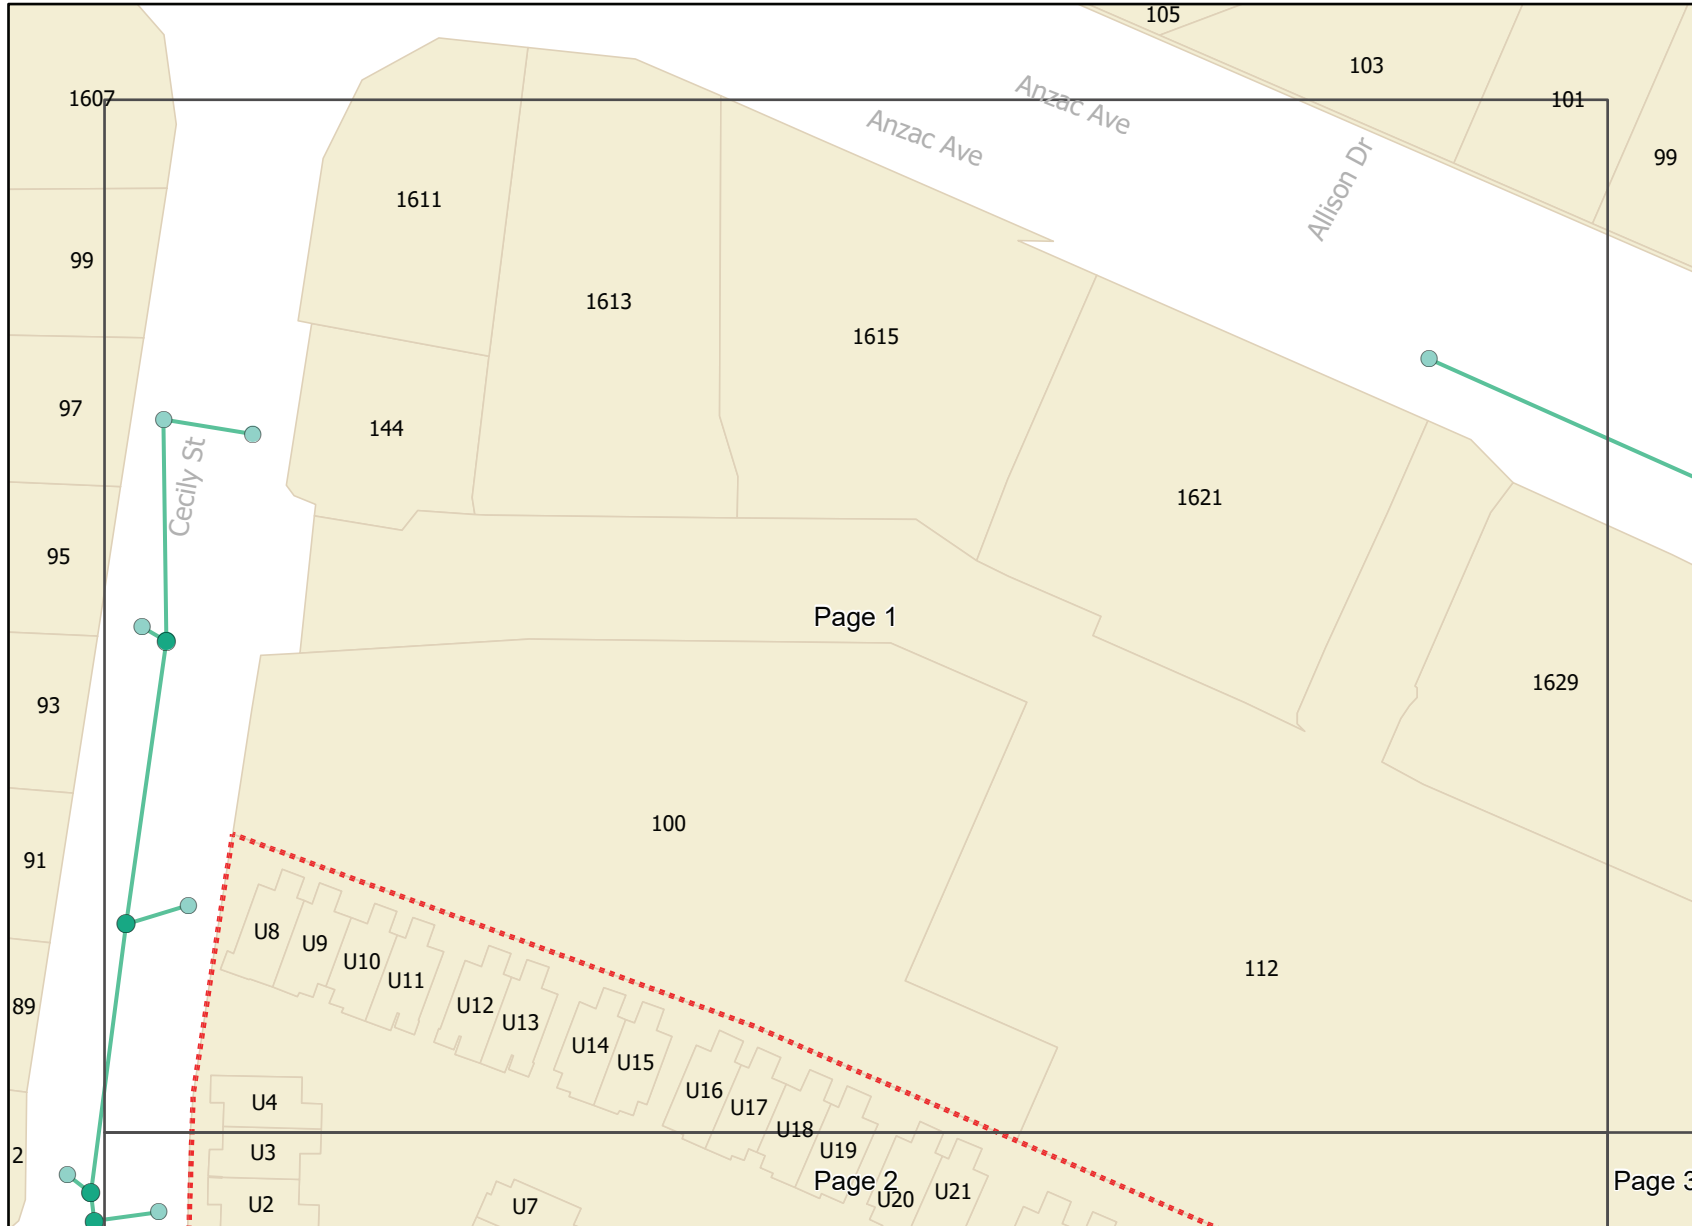 105
103
1607
101
Anzac Ave
Anzac Ave
Allison Dr
99
1611
99
1613
1615
97
144
Cecily St
1621
95
Page 1
93
1629
100
91
U8
U9
U10
U11
112
89
U12
U13
U14
U15
U16
U4
U17
U18
U3
U19
2
Page 2
Page 3
U20
U21
U2
U7